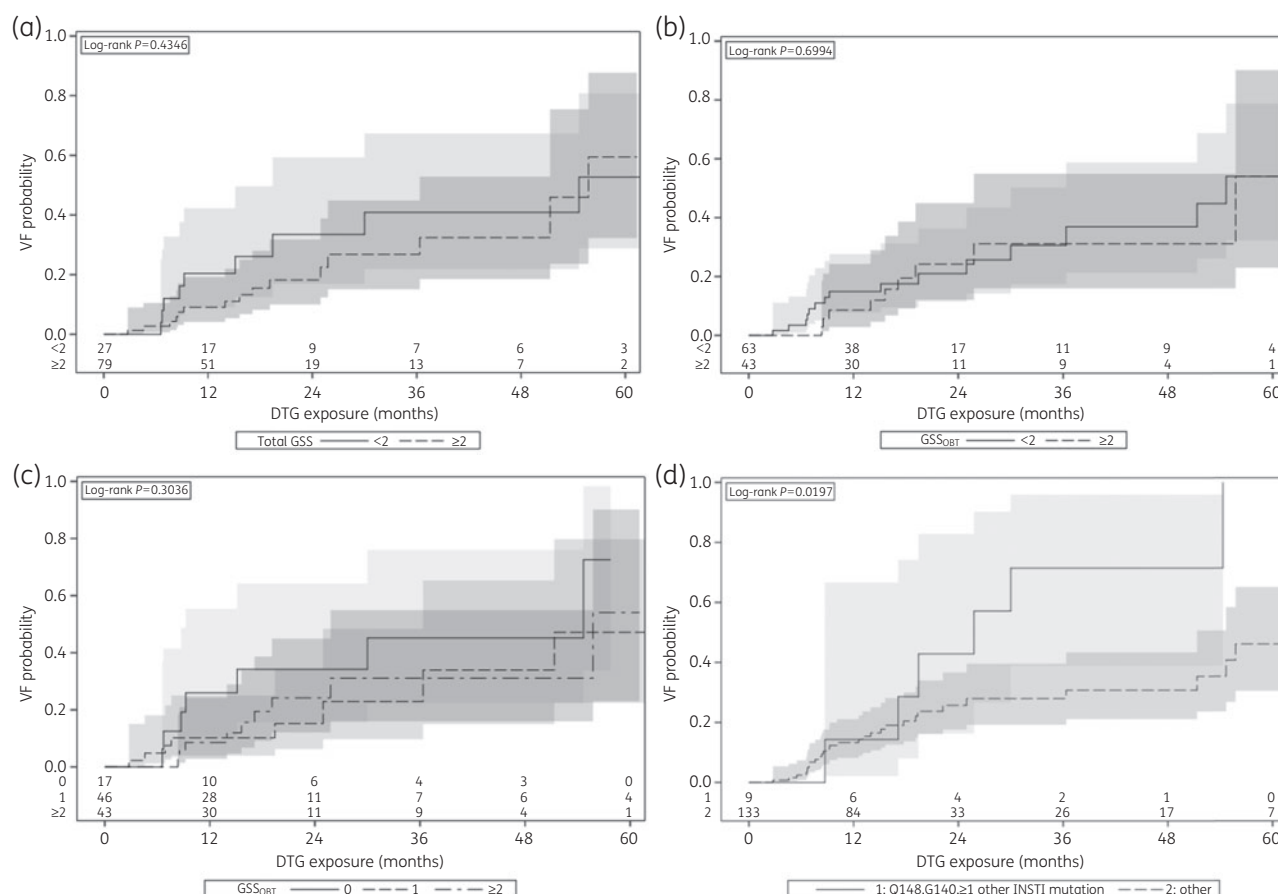 (a)
Log-rank P=0.4346
1.0
0.8
0.6
0.4
0.2
0.0
VF probability
<2 27 17 9 7 6 3
≥2 79 51 19 13 7 2
0 12 24 36 48 60
DTG exposure (months)
Total GSS <2 ≥2
(b)
Log-rank P=0.6994
1.0
0.8
0.6
0.4
0.2
0.0
VF probability
<2 63 38 17 11 9 4
≥2 43 30 11 9 4 1
0 12 24 36 48 60
DTG exposure (months)
GSSOBT <2 ≥2
(c)
Log-rank P=0.3036
1.0
0.8
0.6
0.4
0.2
0.0
VF probability
0 17 10 6 4 3 0
1 46 28 11 7 6 4
≥2 43 30 11 9 4 1
0 12 24 36 48 60
DTG exposure (months)
GSSOBT 0 1 ≥2
(d)
Log-rank P=0.0197
1.0
0.8
0.6
0.4
0.2
0.0
VF probability
1 9 6 4 2 1 0
2 133 84 33 26 17 7
0 12 24 36 48 60
DTG exposure (months)
1: Q148,G140,≥1 other INSTI mutation 2: other